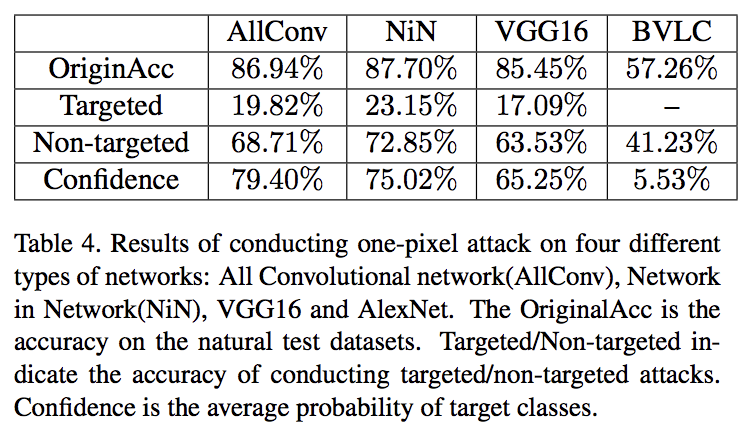 AllConv NiN VGG16 BVLC
OriginAcc 86.94% 87.70% 85.45% 57.26%
Targeted 19.82% 23.15% 17.09% –
Non-targeted 68.71% 72.85% 63.53% 41.23%
Confidence 79.40% 75.02% 65.25% 5.53%
Table 4. Results of conducting one-pixel attack on four different
types of networks: All Convolutional network(AllConv), Network
in Network(NiN), VGG16 and AlexNet. The OriginalAcc is the
accuracy on the natural test datasets. Targeted/Non-targeted in-
dicate the accuracy of conducting targeted/non-targeted attacks.
Confidence is the average probability of target classes.